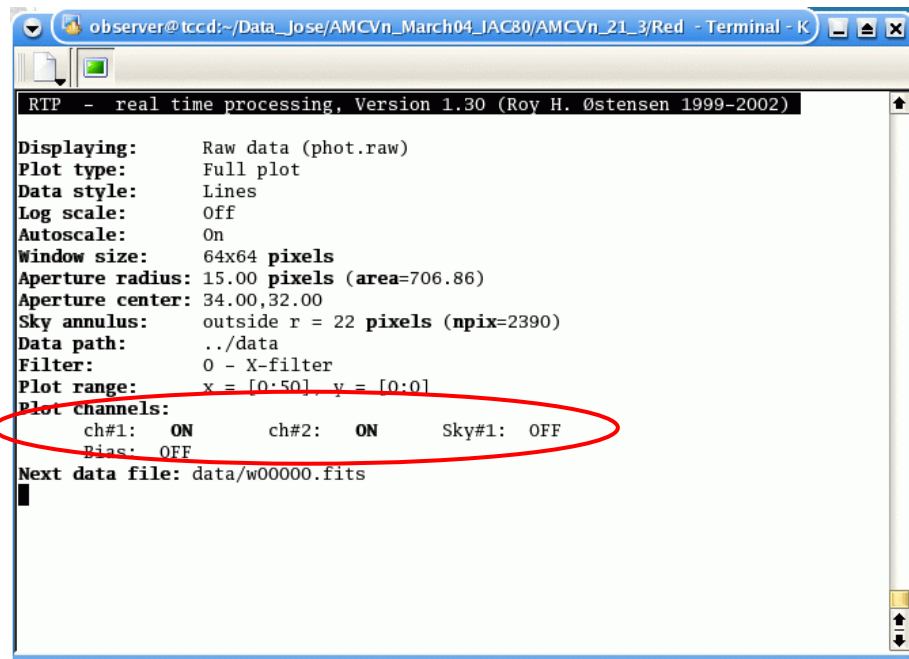 observer@tccd:~/Data_Jose/AMCVn_March04_IAC80/AMCVn_21_3/Red - Terminal - K
RTP - real time processing, Version 1.30 (Roy H. Østensen 1999-2002)
Displaying: Raw data (phot.raw)
Plot type: Full plot
Data style: Lines
Log scale: Off
Autoscale: On
Window size: 64x64 pixels
Aperture radius: 15.00 pixels (area=706.86)
Aperture center: 34.00,32.00
Sky annulus: outside r = 22 pixels (npix=2390)
Data path: ../data
Filter: 0 - X-filter
Plot range: x = [0:50], y = [0:0]
Plot channels:
ch#1: ON ch#2: ON Sky#1: OFF
Bias: OFF
Next data file: data/w00000.fits